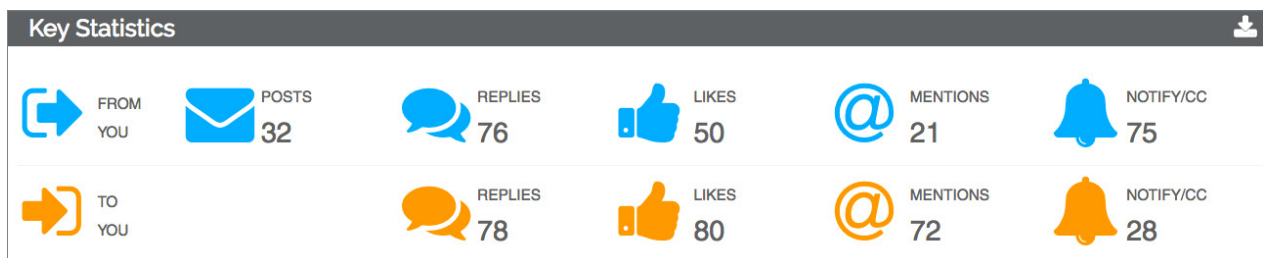 Key Statistics
FROM YOU
POSTS
32
REPLIES
76
LIKES
50
@
MENTIONS
21
NOTIFY/CC
75
TO YOU
REPLIES
78
LIKES
80
@
MENTIONS
72
NOTIFY/CC
28